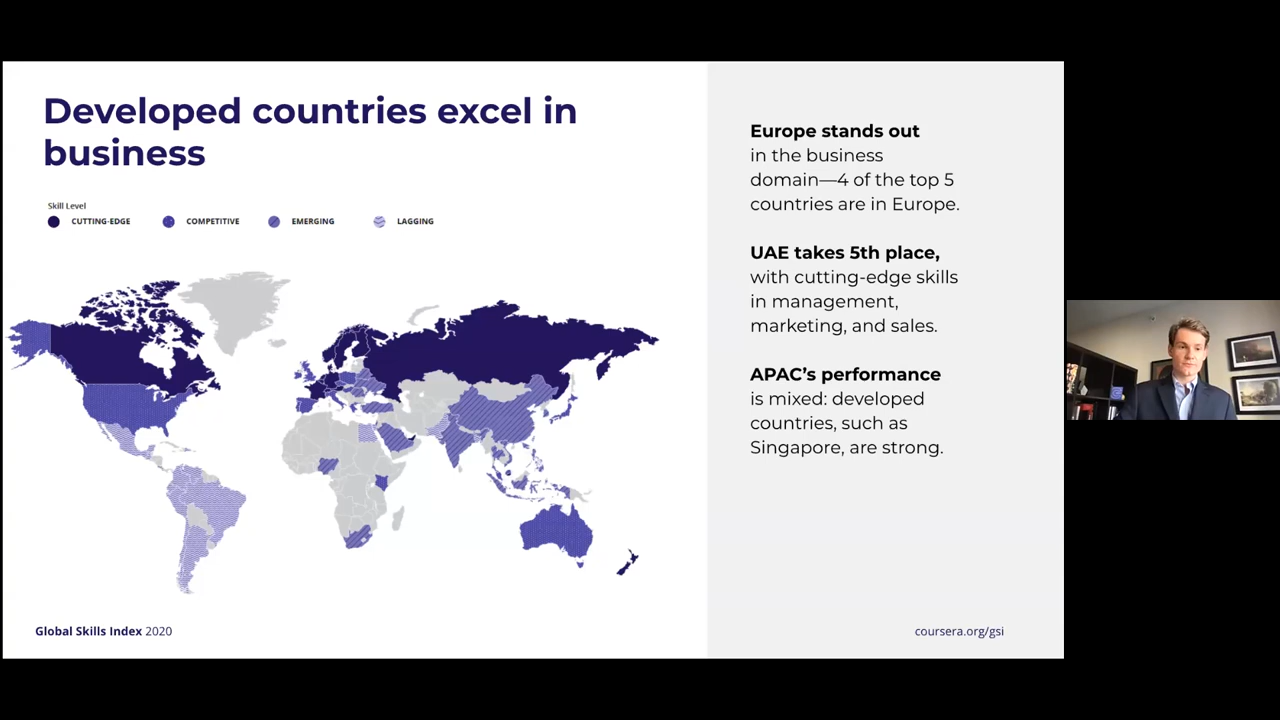 Developed countries excel in
business
Skill Level
CUTTING-EDGE
COMPETITIVE
EMERGING
LAGGING
Europe stands out
in the business
domain—4 of the top 5
countries are in Europe.
UAE takes 5th place,
with cutting-edge skills
in management,
marketing, and sales.
APAC’s performance
is mixed: developed
countries, such as
Singapore, are strong.
Global Skills Index 2020
coursera.org/gsi